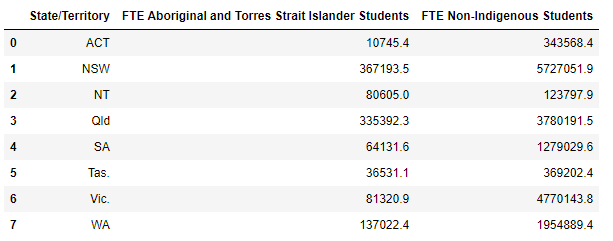 State/Territory FTE Aboriginal and Torres Strait Islander Students FTE Non-Indigenous Students
0 ACT 10745.4 343568.4
1 NSW 367193.5 5727051.9
2 NT 80605.0 123797.9
3 Qld 335392.3 3780191.5
4 SA 64131.6 1279029.6
5 Tas. 36531.1 369202.4
6 Vic. 81320.9 4770143.8
7 WA 137022.4 1954889.4